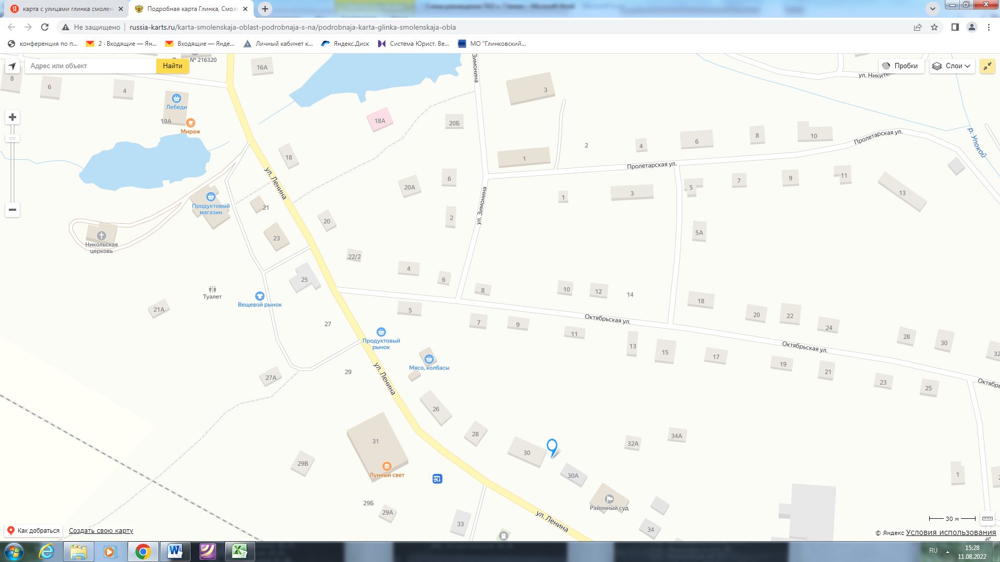 карта с улицами глинка смолен
Подробная карта Глинка, Смоле
Не защищено
russia-karts.ru/karta-smolenskaja-oblast-podrobnaja-s-na/podrobnaja-karta-glinka-smolenskaja-obla
конференция по п...
2 · Входящие — Ян...
Входящие — Янде...
Личный кабинет к...
Яндекс.Диск
Система Юрист. Ве...
МО "Глинковский...
№ 216320
Адрес или объект
Найти
Пробки
Слои
16А
8
6
4
Лебеди
19А
Мираж
18А
20Б
Зимонина
3
2
4
6
8
10
Пролетарская ул.
р. Упокой
18
1
ул. Ленина
Пролетарская ул.
6
20А
1
3
5
7
9
11
13
Продуктовый
магазин
21
20
2
ул. Зимонина
23
5А
Никольская
церковь
22/2
4
6
25
Туалет
Вещевой рынок
8
10
12
14
18
21А
5
7
9
11
Октябрьская ул.
20
22
24
28
30
32
27
Продуктовый
рынок
13
15
17
Октябрьская ул.
19
21
23
25
Мясо, колбасы
29
27А
ул. Ленина
26
28
31
30
32А
34А
29В
Лунный свет
30А
1
29Б
29А
Районный суд
33
ул. Ленина
34
30 м
Как добраться
Создать свою карту
© Яндекс Условия использования
RU
15:28
11.08.2022